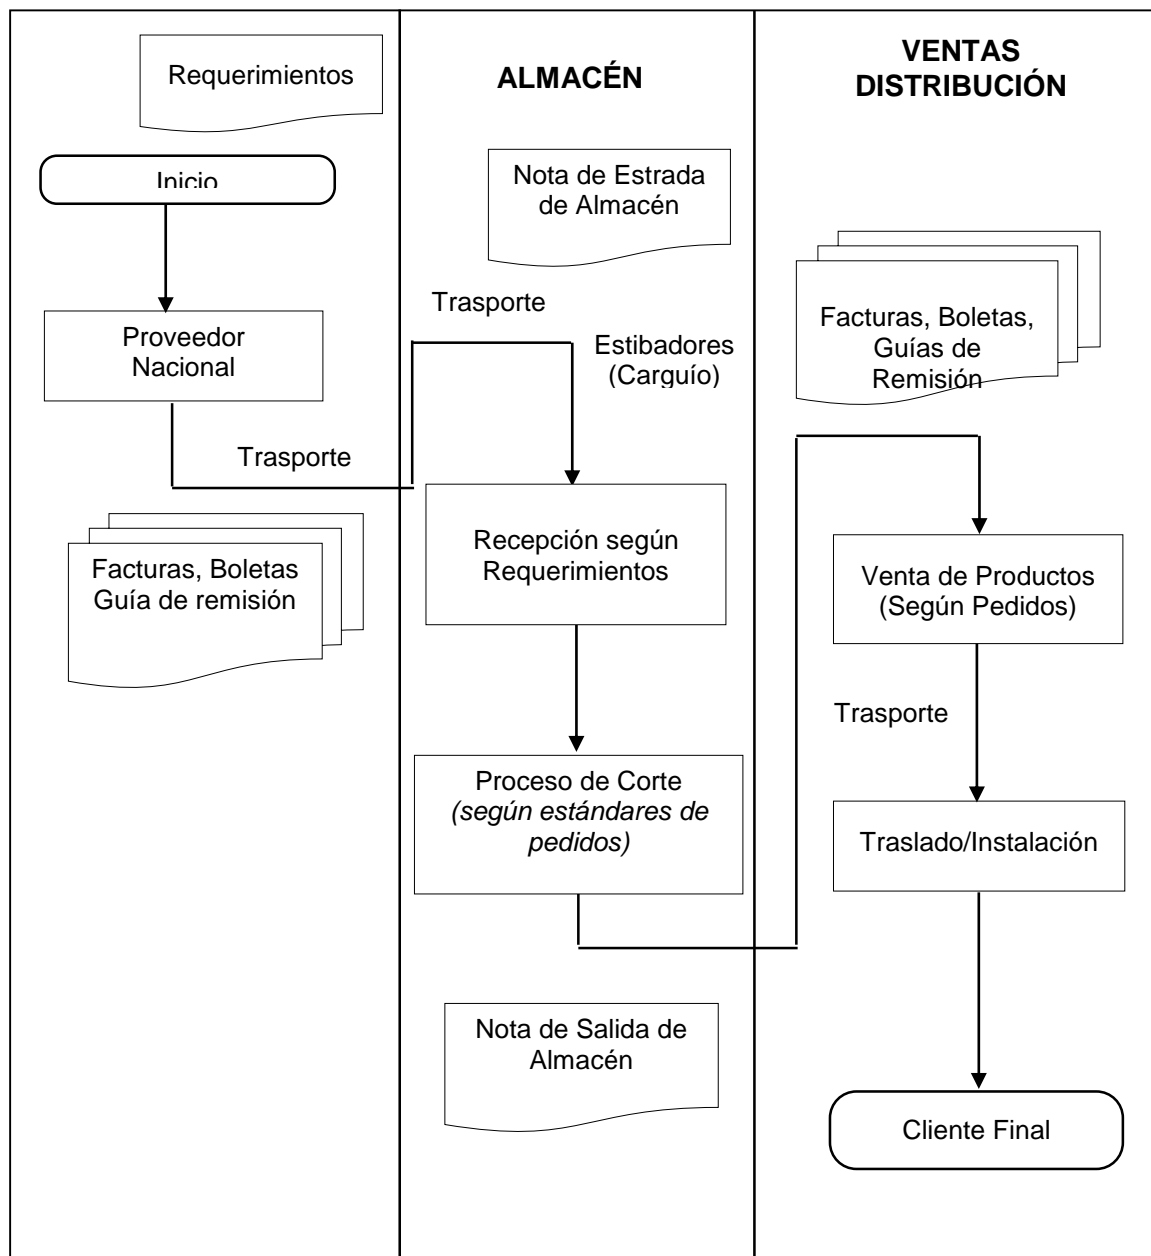 Requerimientos
Inicio
Proveedor
Nacional
Trasporte
Facturas, Boletas
Guía de remisión
ALMACÉN
Nota de Estrada
de Almacén
Trasporte
Estibadores
(Carguío)
Recepción según
Requerimientos
Proceso de Corte
(según estándares de
pedidos)
Nota de Salida de
Almacén
VENTAS
DISTRIBUCIÓN
Facturas, Boletas,
Guías de
Remisión
Venta de Productos
(Según Pedidos)
Trasporte
Traslado/Instalación
Cliente Final